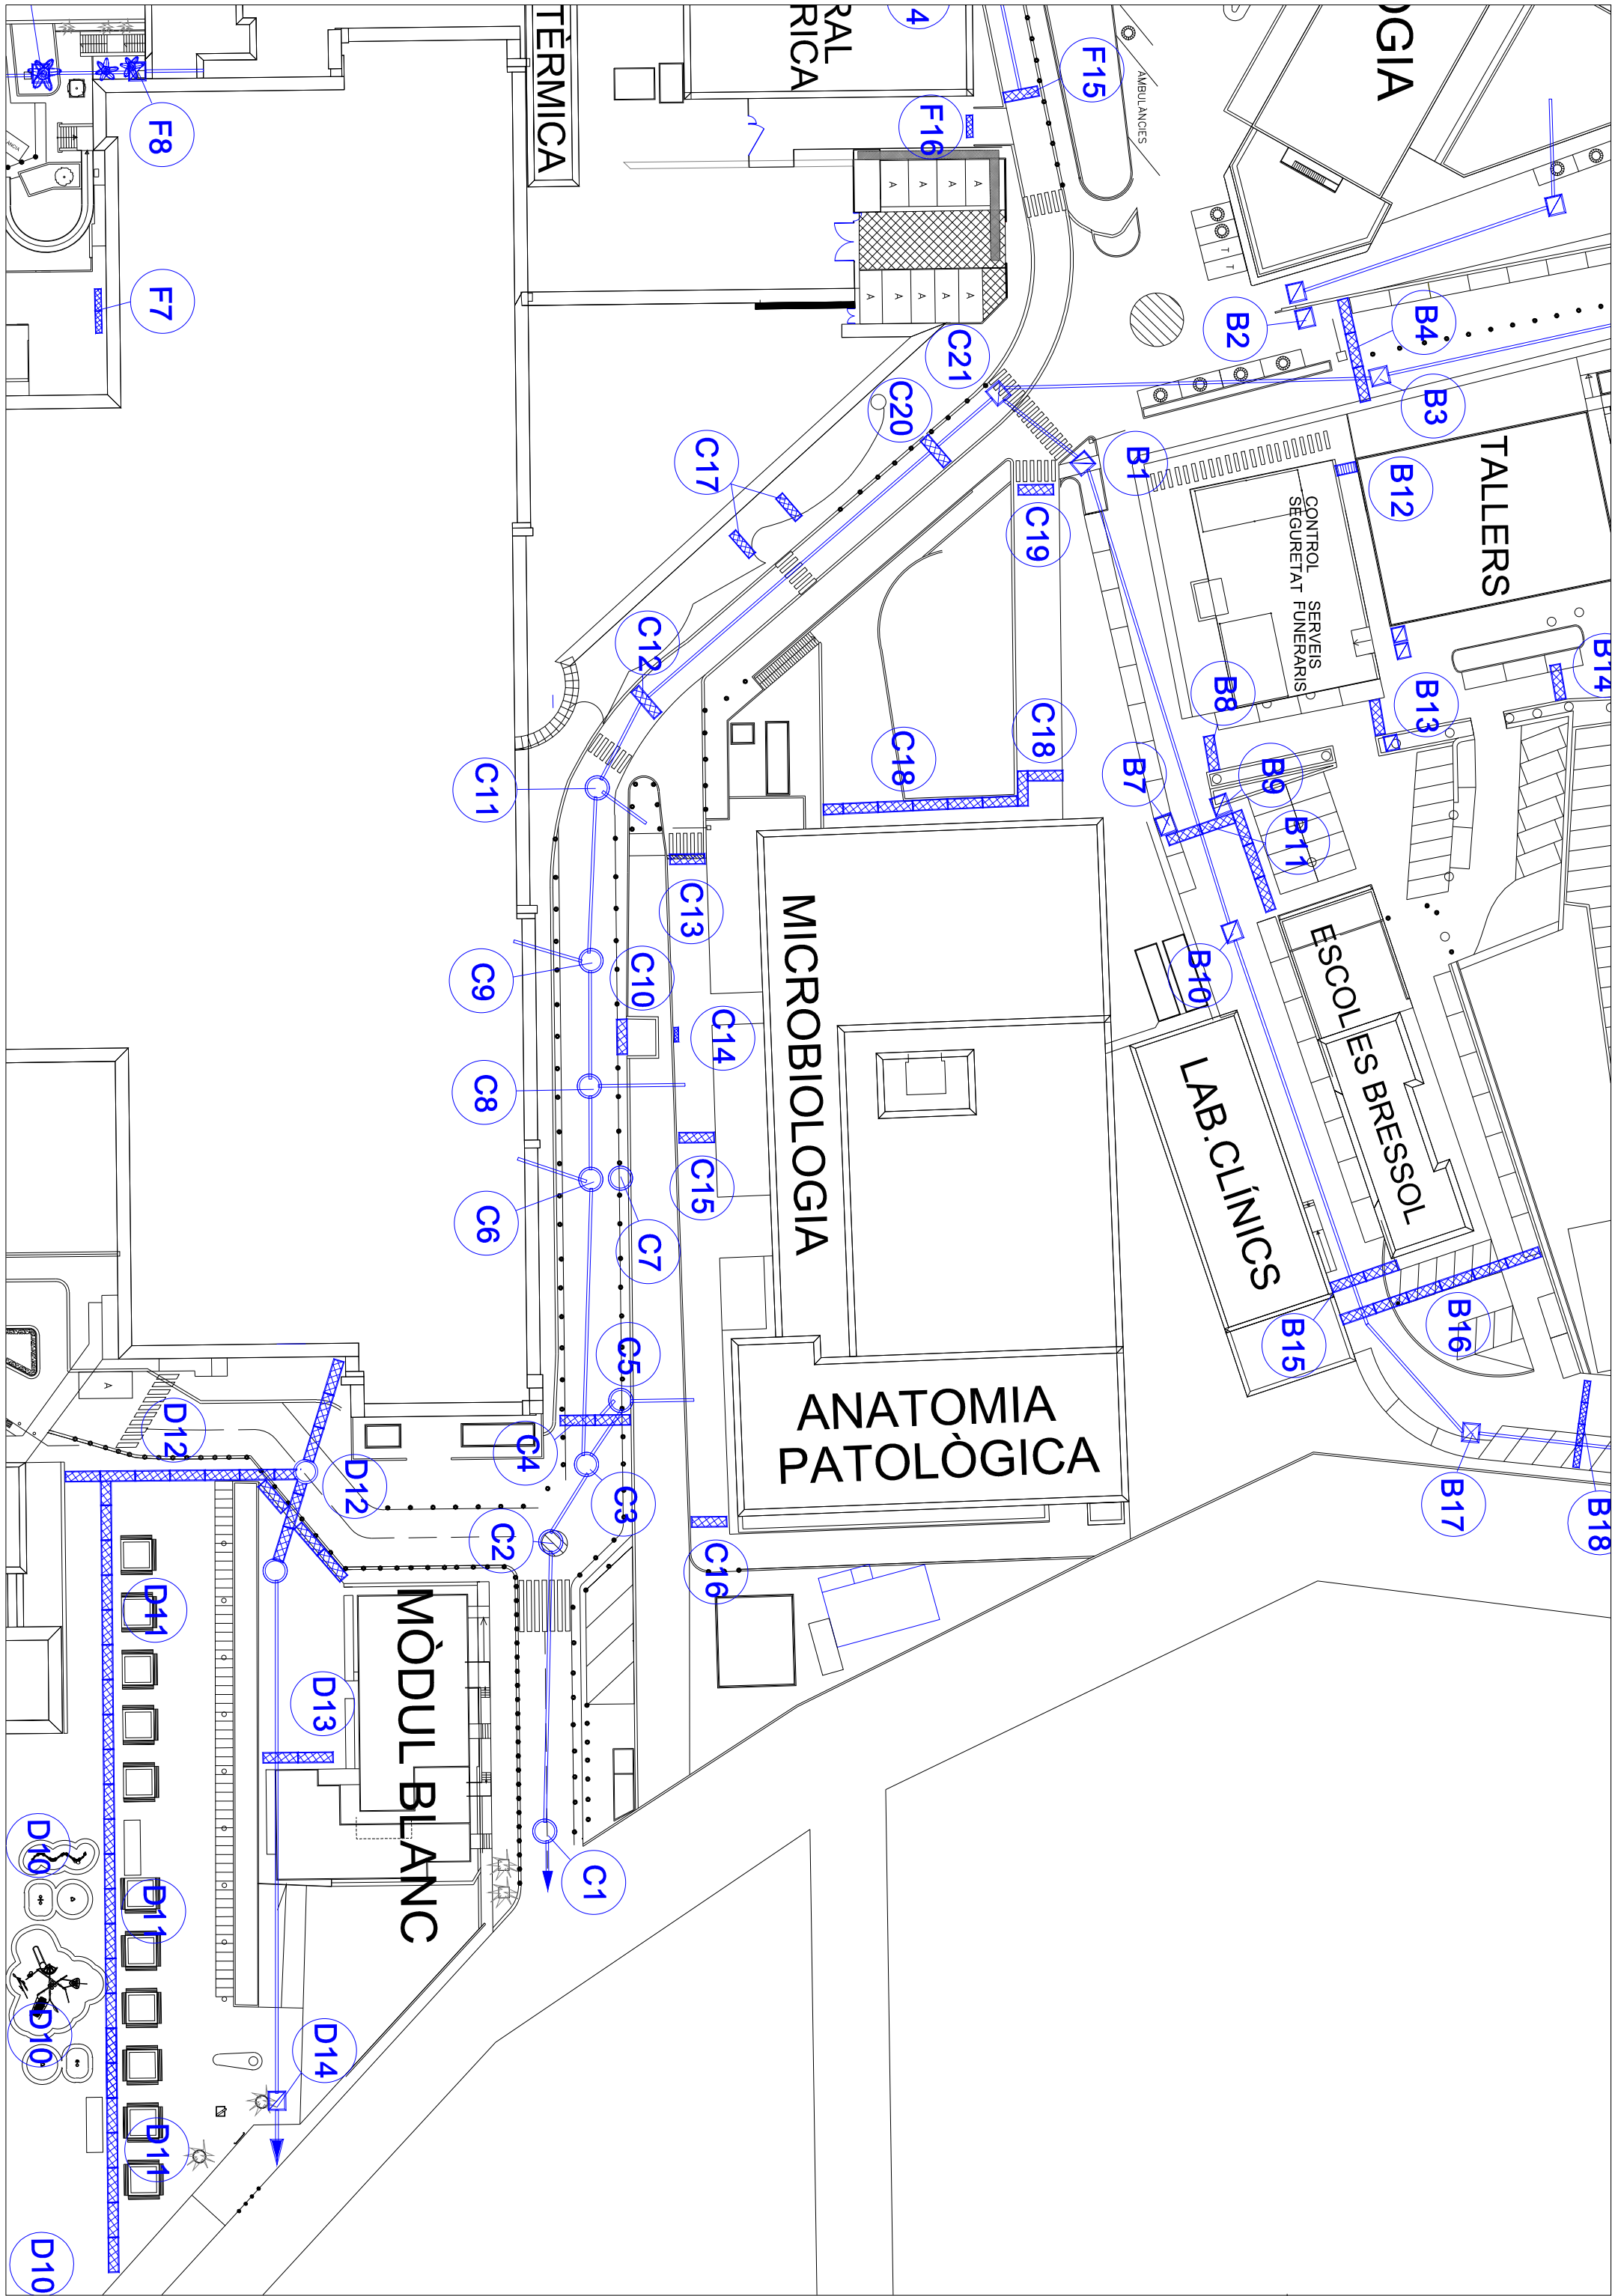 TÈRMICA
RAL
RICA
4
F15
AMBULÀNCIES
OGIA
F8
F16
A
A
A
A
F7
A
A
A
A
A
T
T
B2
B4
B3
C21
C20
C17
B1
B12
TALLERS
C19
CONTROL
SEGURETAT
SERVEIS
FUNERARIS
C12
B14
B8
B13
C18
C18
B7
B9
C11
B11
C13
C9
C10
MICROBIOLOGIA
B10
ESCOLES BRESSOL
C14
C8
LAB.CLÍNICS
C15
C6
C7
B16
B15
C5
A
ANATOMIA
PATOLÒGICA
D12
C4
D12
C3
B17
B18
C2
C16
D11
MÒDUL BLANC
D13
D10
D11
C1
D10
D14
D11
D10